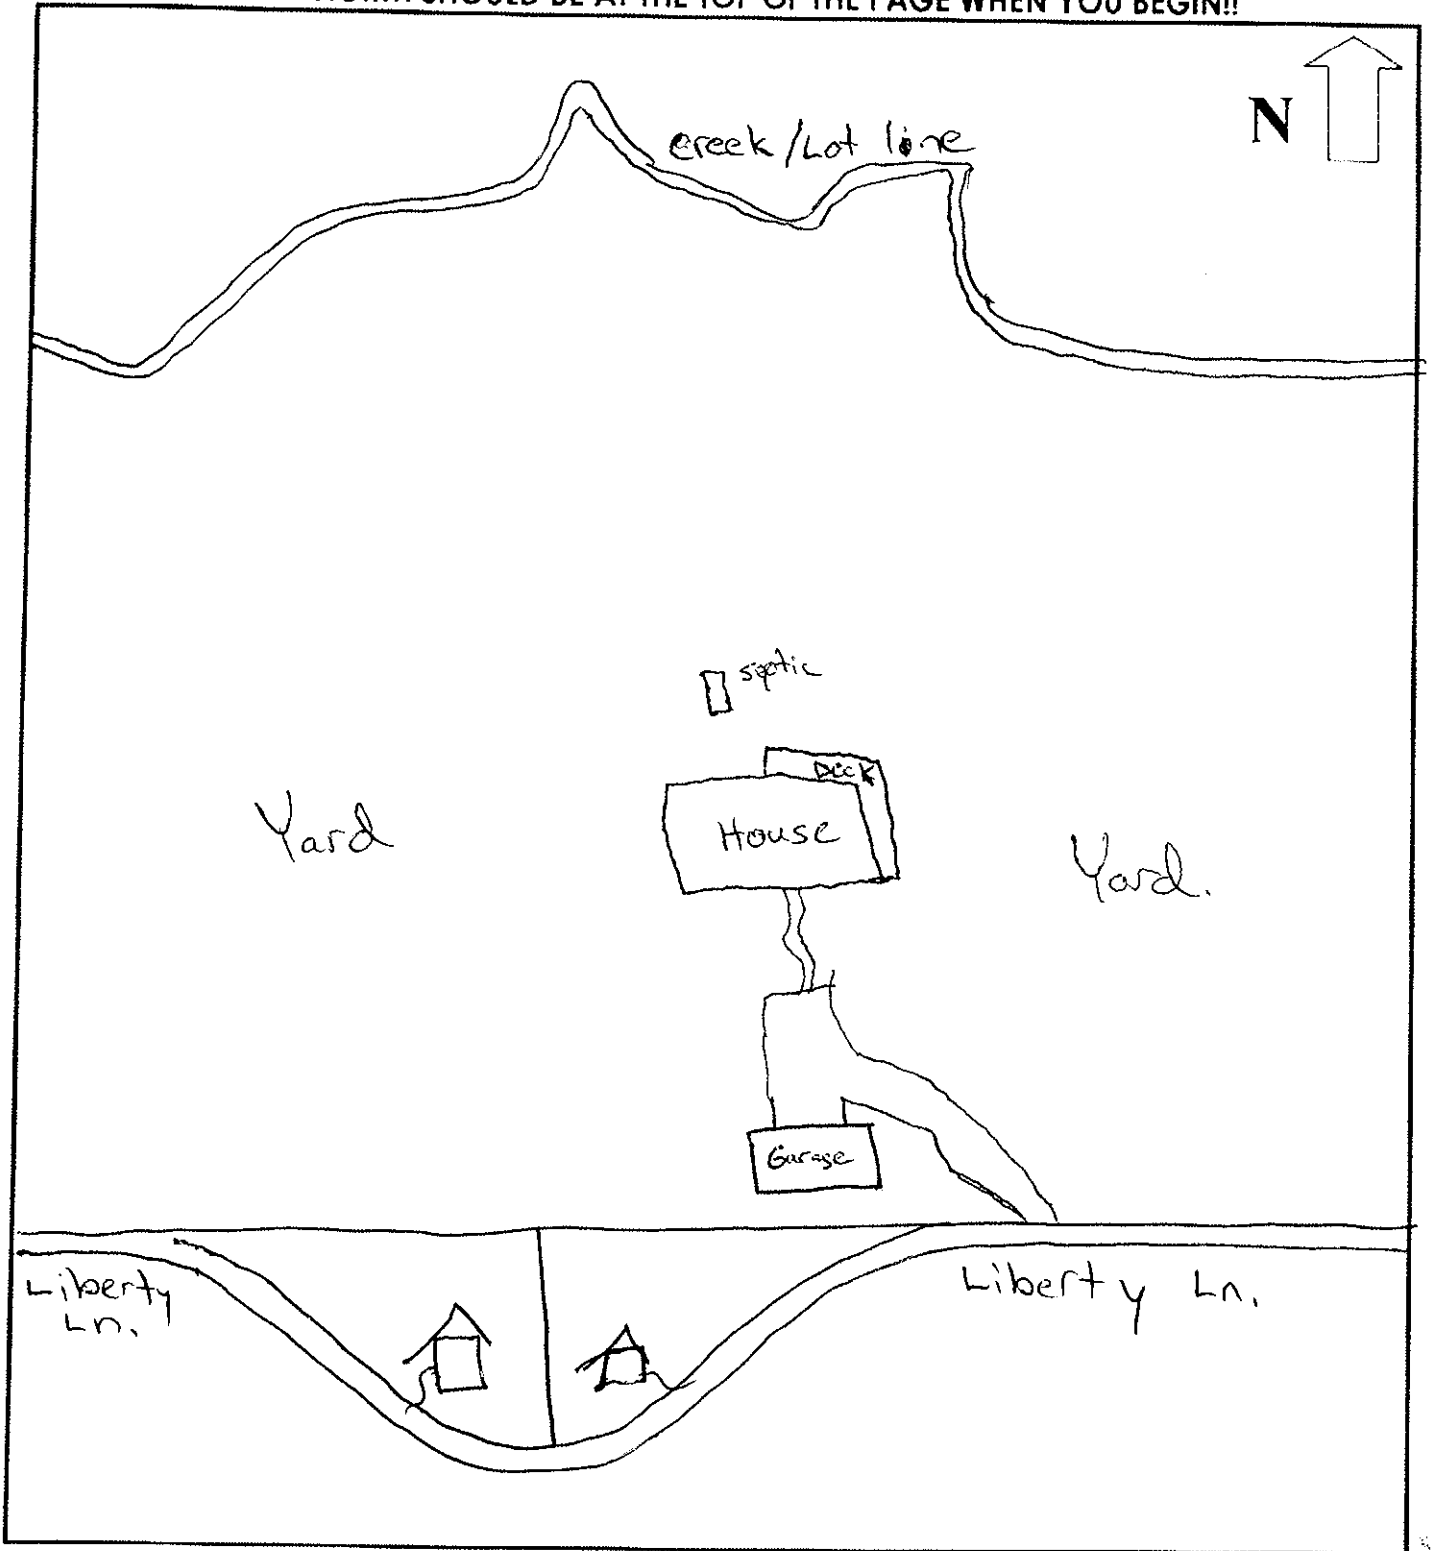 SHOULD BE AT THE TOP OF THE PAGE WHEN YOU BEGIN!!
N
creek/Lot line
septic
Deck
House
Yard
Yard.
Garage
Liberty
Ln.
Liberty Ln.